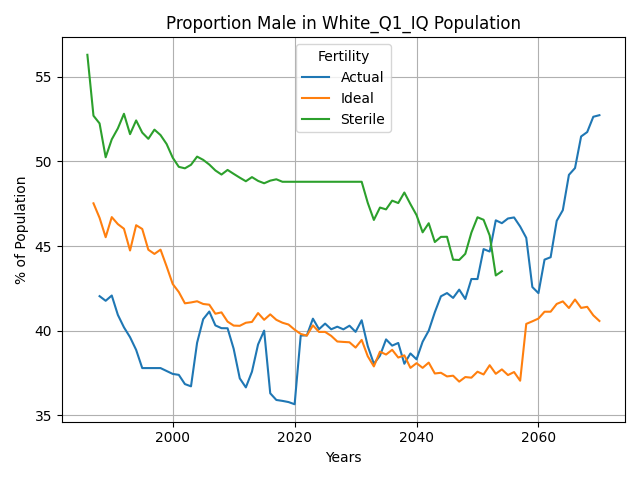 Proportion Male in White_Q1_IQ Population
Fertility
Actual
Ideal
Sterile
% of Population
55
50
45
40
35
2000
2020
2040
2060
Years